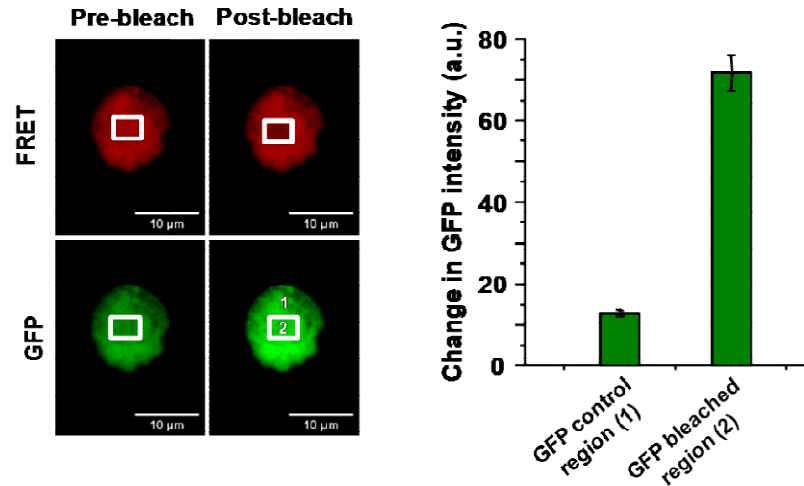 Pre-bleach Post-bleach
FRET
10 µm 10 µm
GFP
1
2
10 µm 10 µm
Change in GFP intensity (a.u.)
80
60
40
20
0
GFP control
region (1)
GFP bleached
region (2)